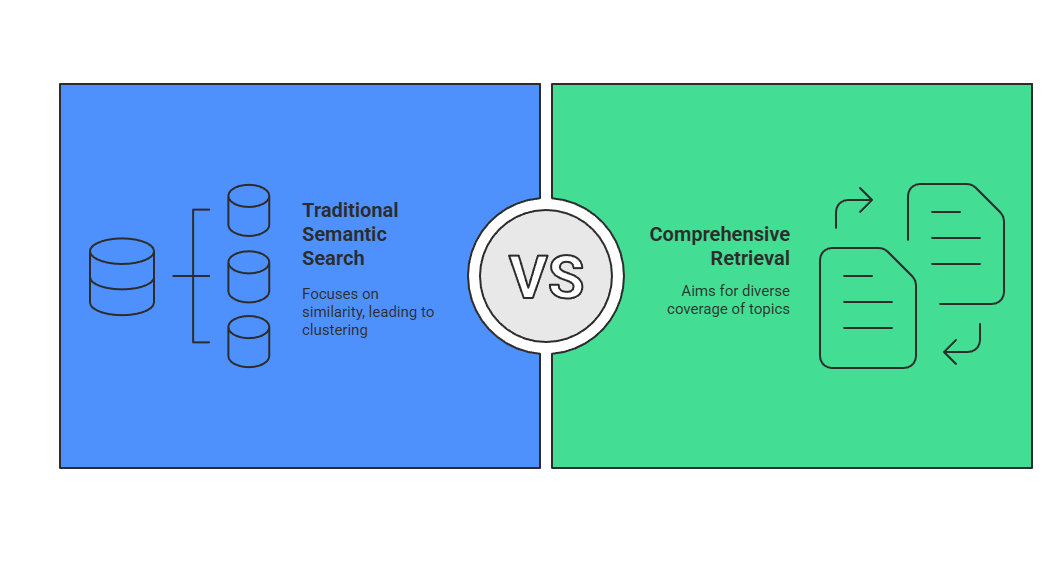 Traditional
Semantic
Search
Focuses on
similarity, leading to
clustering
VS
Comprehensive
Retrieval
Aims for diverse
coverage of topics